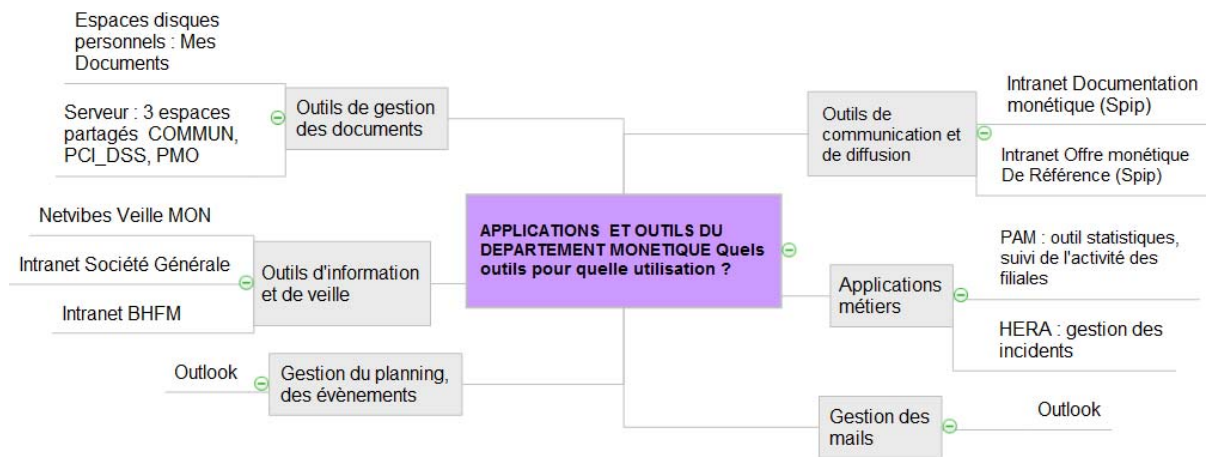 Espaces disques
personnels : Mes
Documents
Serveur : 3 espaces
partagés COMMUN,
PCI_DSS, PMO
Outils de gestion
des documents
Netvibes Veille MON
Intranet Société Générale
Intranet BHFM
Outils d'information
et de veille
Outlook
Gestion du planning,
des évènements
APPLICATIONS ET OUTILS DU
DEPARTEMENT MONETIQUE Quels
outils pour quelle utilisation ?
Outils de
communication et
de diffusion
Intranet Documentation
monétique (Spip)
Intranet Offre monétique
De Référence (Spip)
Applications
métiers
PAM : outil statistiques,
suivi de l'activité des
filiales
HERA : gestion des
incidents
Gestion des
mails
Outlook